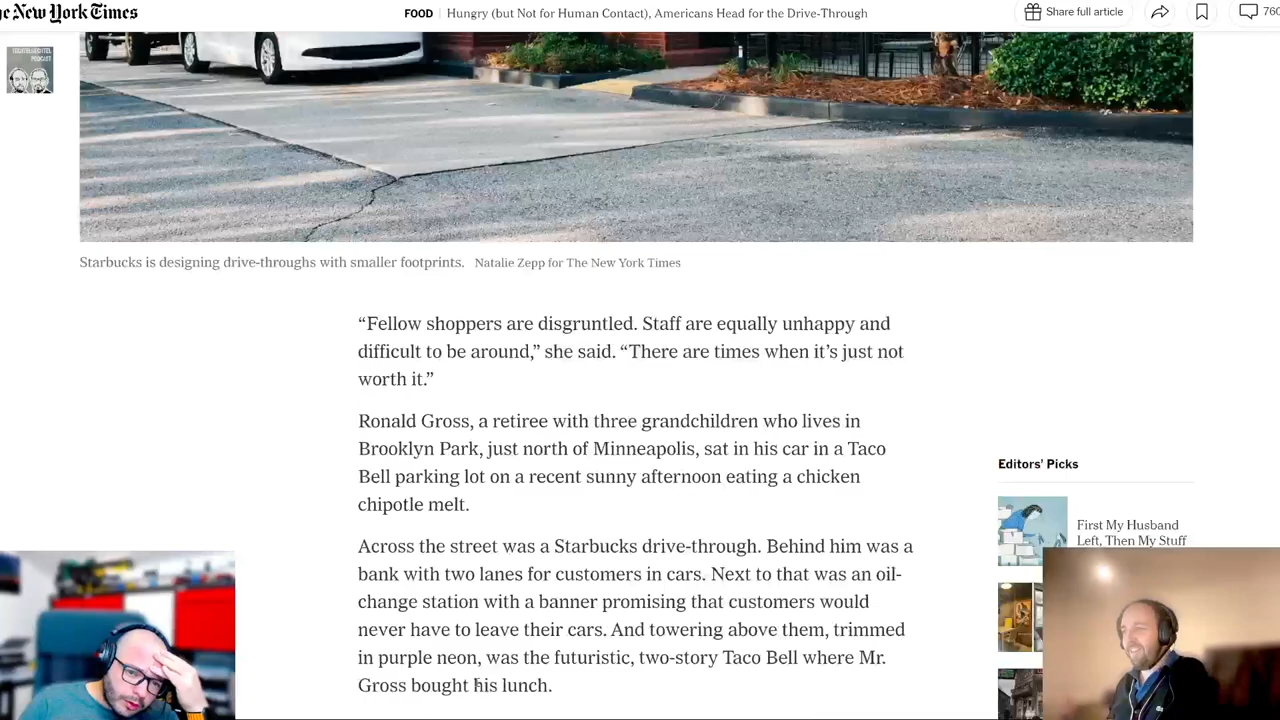 he New York Times
FOOD | Hungry (but Not for Human Contact), Americans Head for the Drive-Through
Share full article
760
PODCAST
Starbucks is designing drive-throughs with smaller footprints. Natalie Zepp for The New York Times
“Fellow shoppers are disgruntled. Staff are equally unhappy and
difficult to be around,” she said. “There are times when it’s just not
worth it.”
Ronald Gross, a retiree with three grandchildren who lives in
Brooklyn Park, just north of Minneapolis, sat in his car in a Taco
Bell parking lot on a recent sunny afternoon eating a chicken
chipotle melt.
Across the street was a Starbucks drive-through. Behind him was a
bank with two lanes for customers in cars. Next to that was an oil-
change station with a banner promising that customers would
never have to leave their cars. And towering above them, trimmed
in purple neon, was the futuristic, two-story Taco Bell where Mr.
Gross bought his lunch.
Editors' Picks
First My Husband
Left, Then My Stuff